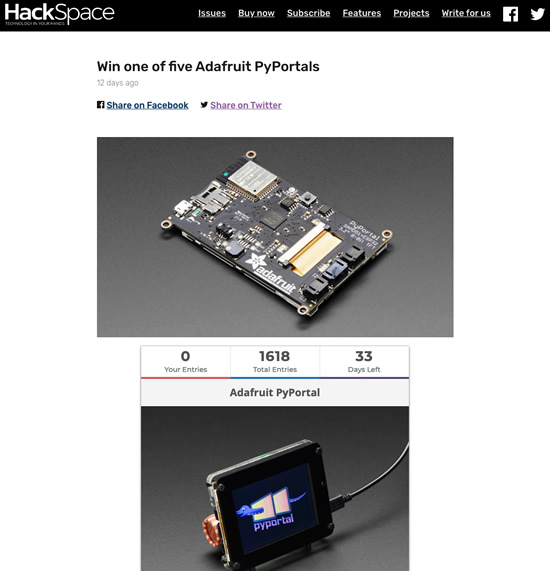 HackSpace
TECHNOLOGY IN YOUR HANDS
Issues Buy now Subscribe Features Projects Write for us
Win one of five Adafruit PyPortals
12 days ago
Share on Facebook Share on Twitter
PyPortal
adafruit
0 1618 33
Your Entries Total Entries Days Left
Adafruit PyPortal
pyportal